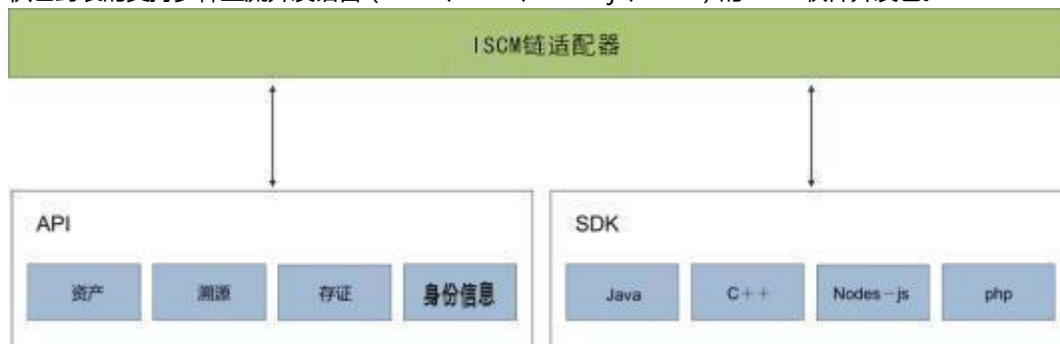 ISCM链适配器
API
SDK
资产 溯源 存证 身份信息 Java C++ Nodes-js php